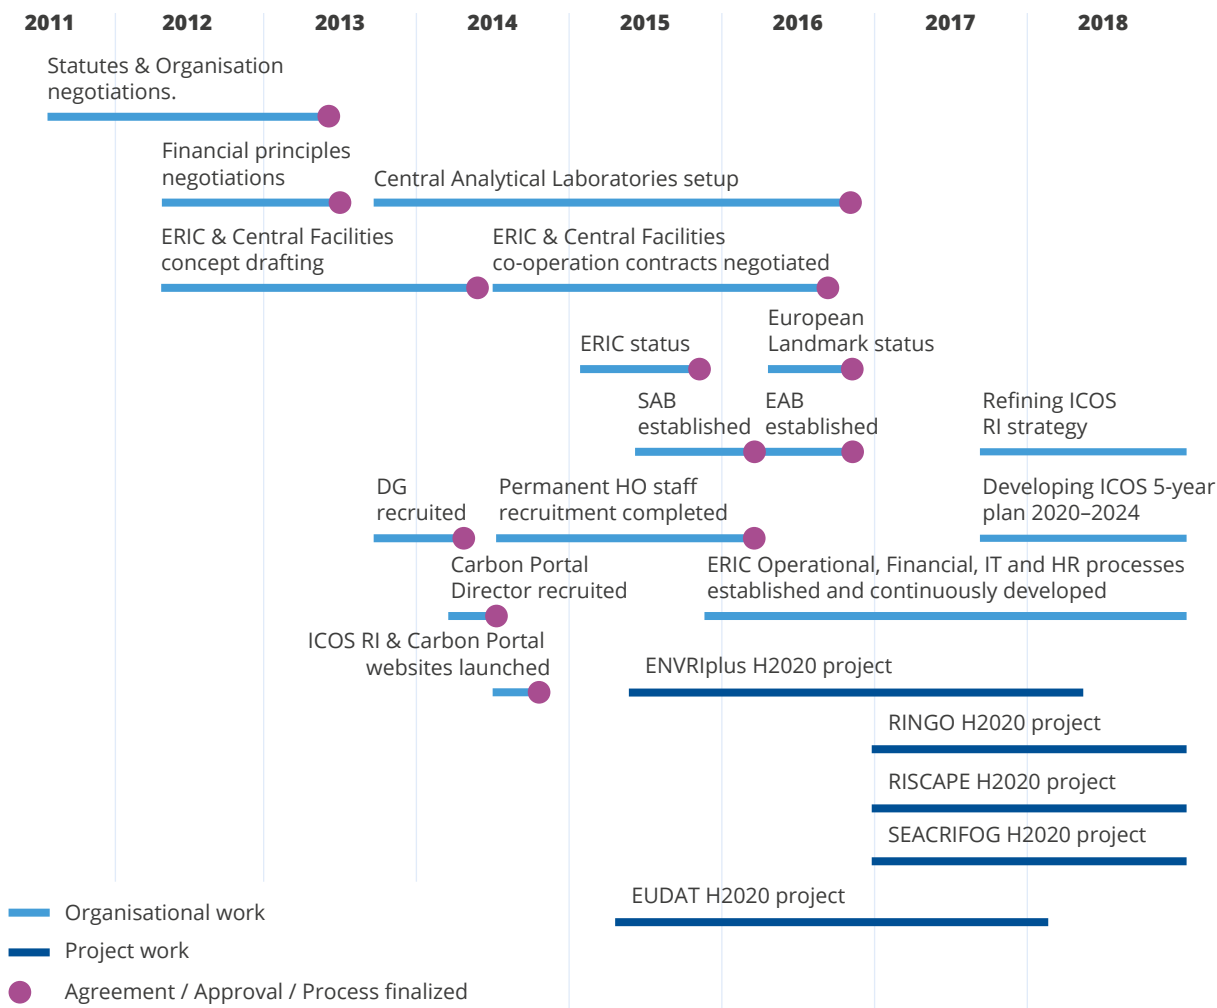 2011 2012 2013 2014 2015 2016 2017 2018
Statutes & Organisation
negotiations.
Financial principles
negotiations
Central Analytical Laboratories setup
ERIC & Central Facilities
concept drafting
ERIC & Central Facilities
co-operation contracts negotiated
ERIC status
European
Landmark status
SAB
established
EAB
established
Refining ICOS
RI strategy
DG
recruited
Permanent HO staff
recruitment completed
Developing ICOS 5-year
plan 2020–2024
Carbon Portal
Director recruited
ERIC Operational, Financial, IT and HR processes
established and continuously developed
ICOS RI & Carbon Portal
websites launched
ENVRIplus H2020 project
RINGO H2020 project
RISCAPE H2020 project
SEACRIFOG H2020 project
EUDAT H2020 project
Organisational work
Project work
Agreement / Approval / Process finalized